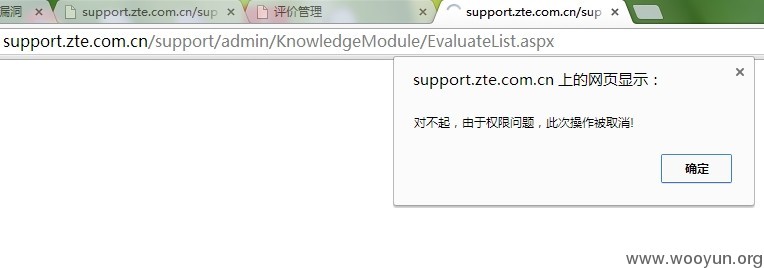 漏洞
support.zte.com.cn/sup
评价管理
support.zte.com.cn/sup
support.zte.com.cn/support/admin/KnowledgeModule/EvaluateList.aspx
support.zte.com.cn 上的网页显示：
对不起，由于权限问题，此次操作被取消!
确定
www.wooyun.org